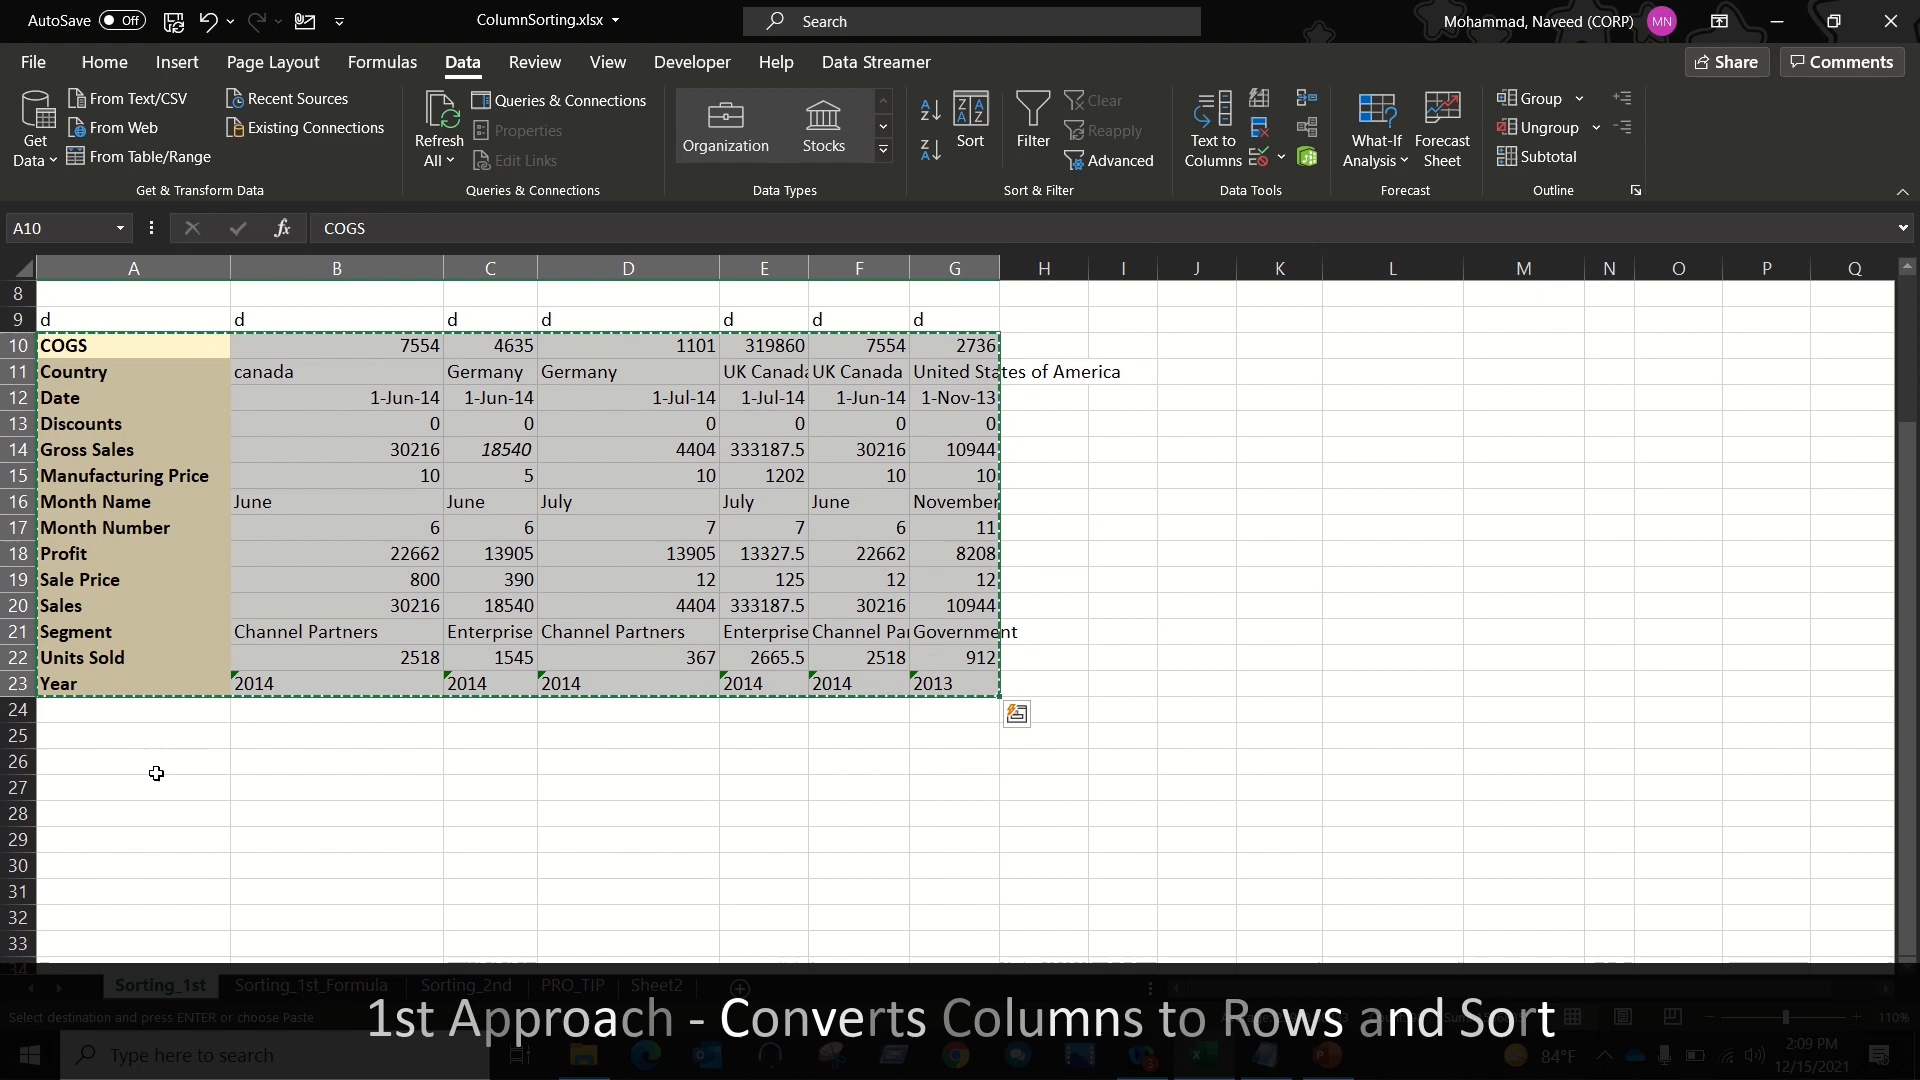 AutoSave Off ColumnSorting.xlsx Search Mohammad, Naveed (CORP) MN
File Home Insert Page Layout Formulas Data Review View Developer Help Data Streamer Share Comments
Get Data From Text/CSV From Web From Table/Range Recent Sources Existing Connections
Refresh All Queries & Connections Properties Edit Links
Organization Stocks
Sort Filter Clear Reapply Advanced
Text to Columns
What-If Analysis Forecast Sheet
Group Ungroup Subtotal
Get & Transform Data Queries & Connections Data Types Sort & Filter Data Tools Forecast Outline
A10 fx COGS
A B C D E F G H I J K L M N O P Q
8
9 d d d d d d d
10 COGS 7554 4635 1101 319860 7554 2736
11 Country canada Germany Germany UK Canada UK Canada United States of America
12 Date 1-Jun-14 1-Jun-14 1-Jul-14 1-Jul-14 1-Jun-14 1-Nov-13
13 Discounts 0 0 0 0 0 0
14 Gross Sales 30216 18540 4404 333187.5 30216 10944
15 Manufacturing Price 10 5 10 1202 10 10
16 Month Name June June July July June November
17 Month Number 6 6 7 7 6 11
18 Profit 22662 13905 13905 13327.5 22662 8208
19 Sale Price 800 390 12 125 12 12
20 Sales 30216 18540 4404 333187.5 30216 10944
21 Segment Channel Partners Enterprise Channel Partners Enterprise Channel Par Government
22 Units Sold 2518 1545 367 2665.5 2518 912
23 Year 2014 2014 2014 2014 2014 2013
24
25
26
27
28
29
30
31
32
33
34
Sorting_1st Sorting_1st_Formula Sorting_2nd PRO_TIP Sheet2
Select destination and press ENTER or choose Paste
110%
1st Approach - Converts Columns to Rows and Sort
Type here to search 84°F 2:09 PM
12/15/2021